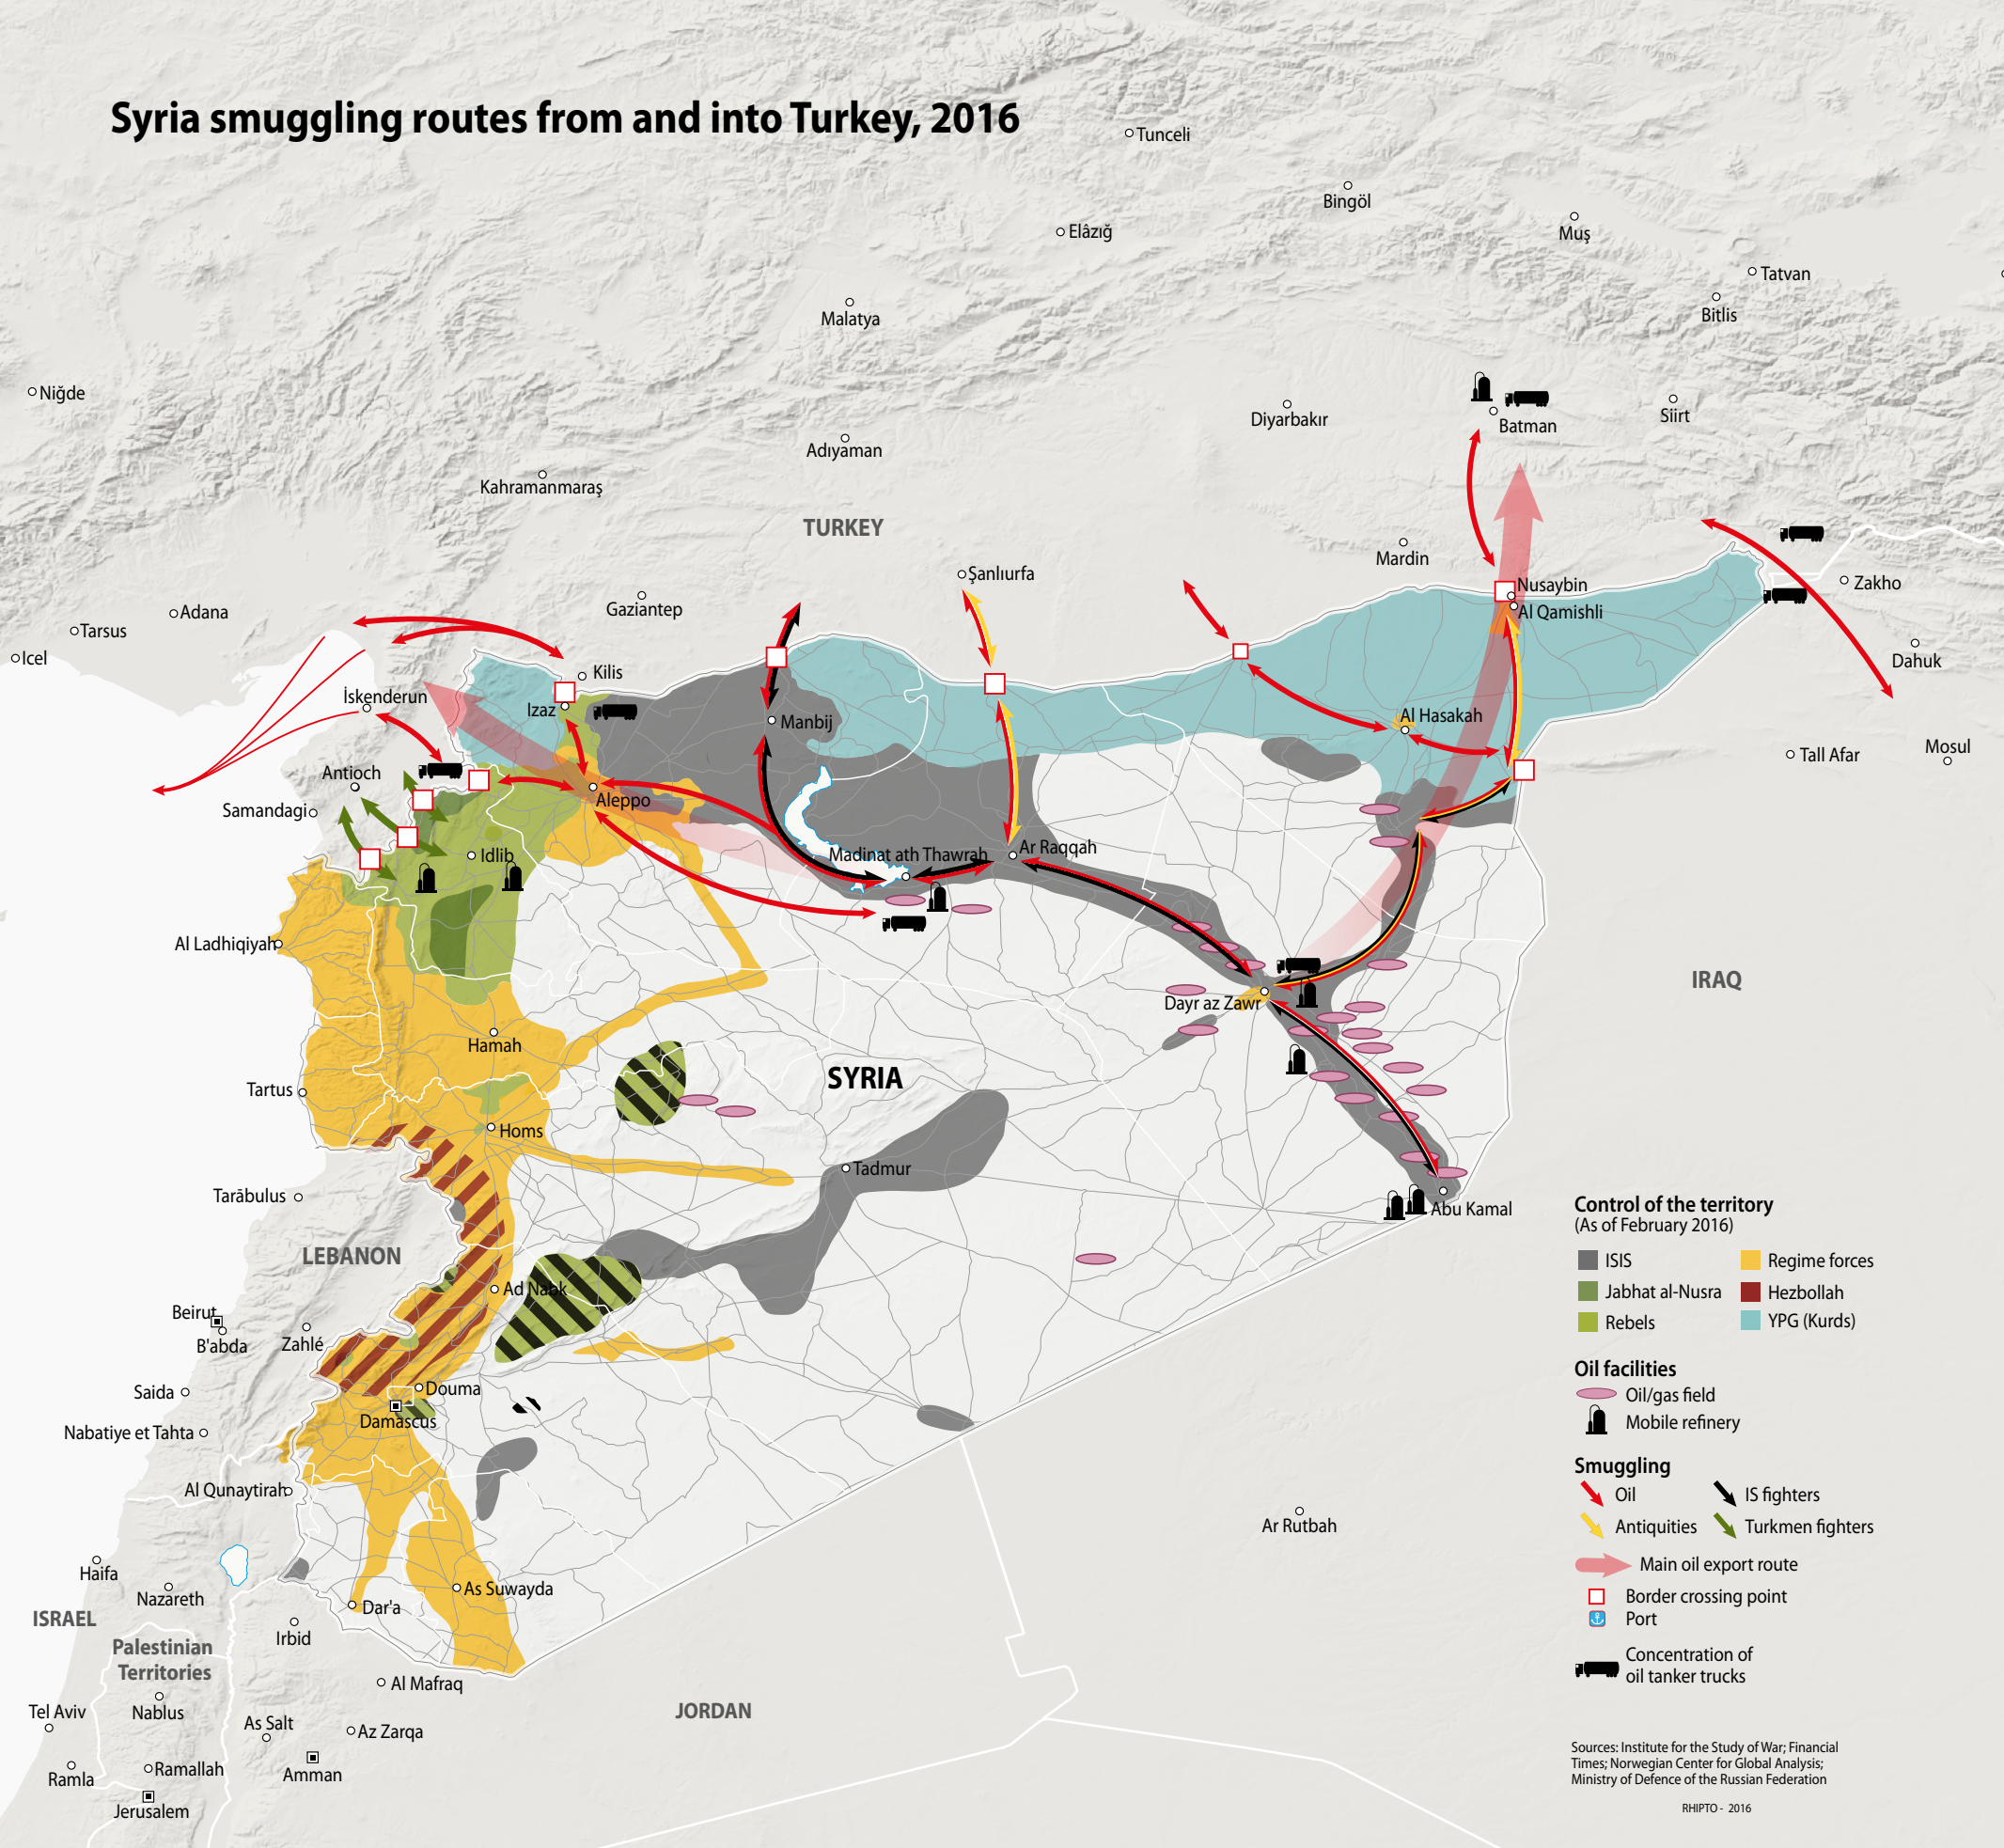 Syria smuggling routes from and into Turkey, 2016
Tunceli
Bingöl
Muş
Elâzığ
Tatvan
Bitlis
Malatya
Niğde
Diyarbakır
Siirt
Batman
Adıyaman
Kahramanmaraş
TURKEY
Mardin
Şanlıurfa
Nusaybin
Zakho
Gaziantep
Adana
Al Qamishli
Tarsus
Icel
Dahuk
Kilis
İskenderun
Izaz
Manbij
Al Hasakah
Mosul
Tall Afar
Antioch
Aleppo
Samandagi
Idlib
Madinat ath Thawrah
Ar Raqqah
Al Ladhiqiyah
IRAQ
Dayr az Zawr
Hamah
SYRIA
Tartus
Homs
Tadmur
Tarābulus
Abu Kamal
LEBANON
Ad Nabk
Beirut
B'abda
Zahlé
Saida
Douma
Damascus
Nabatiye et Tahta
Al Qunaytirah
Ar Rutbah
Haifa
Nazareth
As Suwayda
Dar'a
ISRAEL
Irbid
Palestinian
Territories
Al Mafraq
Nablus
Tel Aviv
As Salt
Az Zarqa
JORDAN
Ramallah
Ramla
Amman
Jerusalem
Control of the territory
(As of February 2016)
ISIS
Regime forces
Jabhat al-Nusra
Hezbollah
Rebels
YPG (Kurds)
Oil facilities
Oil/gas field
Mobile refinery
Smuggling
Oil
IS fighters
Antiquities
Turkmen fighters
Main oil export route
Border crossing point
Port
Concentration of
oil tanker trucks
Sources: Institute for the Study of War; Financial
Times; Norwegian Center for Global Analysis;
Ministry of Defence of the Russian Federation
RHIPTO - 2016